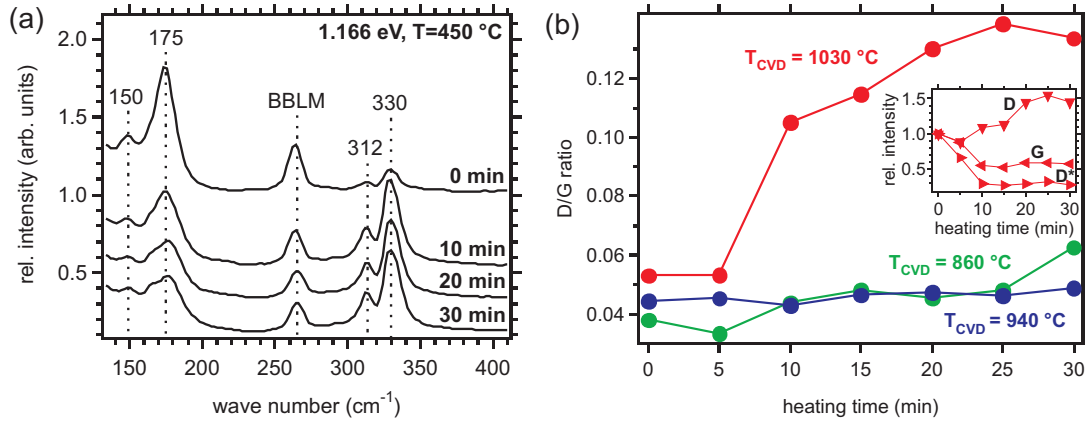 (a)
1.166 eV, T=450 °C
175
150
BBLM
330
312
0 min
10 min
20 min
30 min
2.0
1.5
1.0
0.5
rel. intensity (arb. units)
150 200 250 300 350 400
wave number (cm⁻¹)
(b)
T_CVD = 1030 °C
T_CVD = 860 °C
T_CVD = 940 °C
0.12
0.10
0.08
0.06
0.04
D/G ratio
0 5 10 15 20 25 30
heating time (min)
1.5
1.0
0.5
rel. intensity
D
G
D*
0 10 20 30
heating time (min)